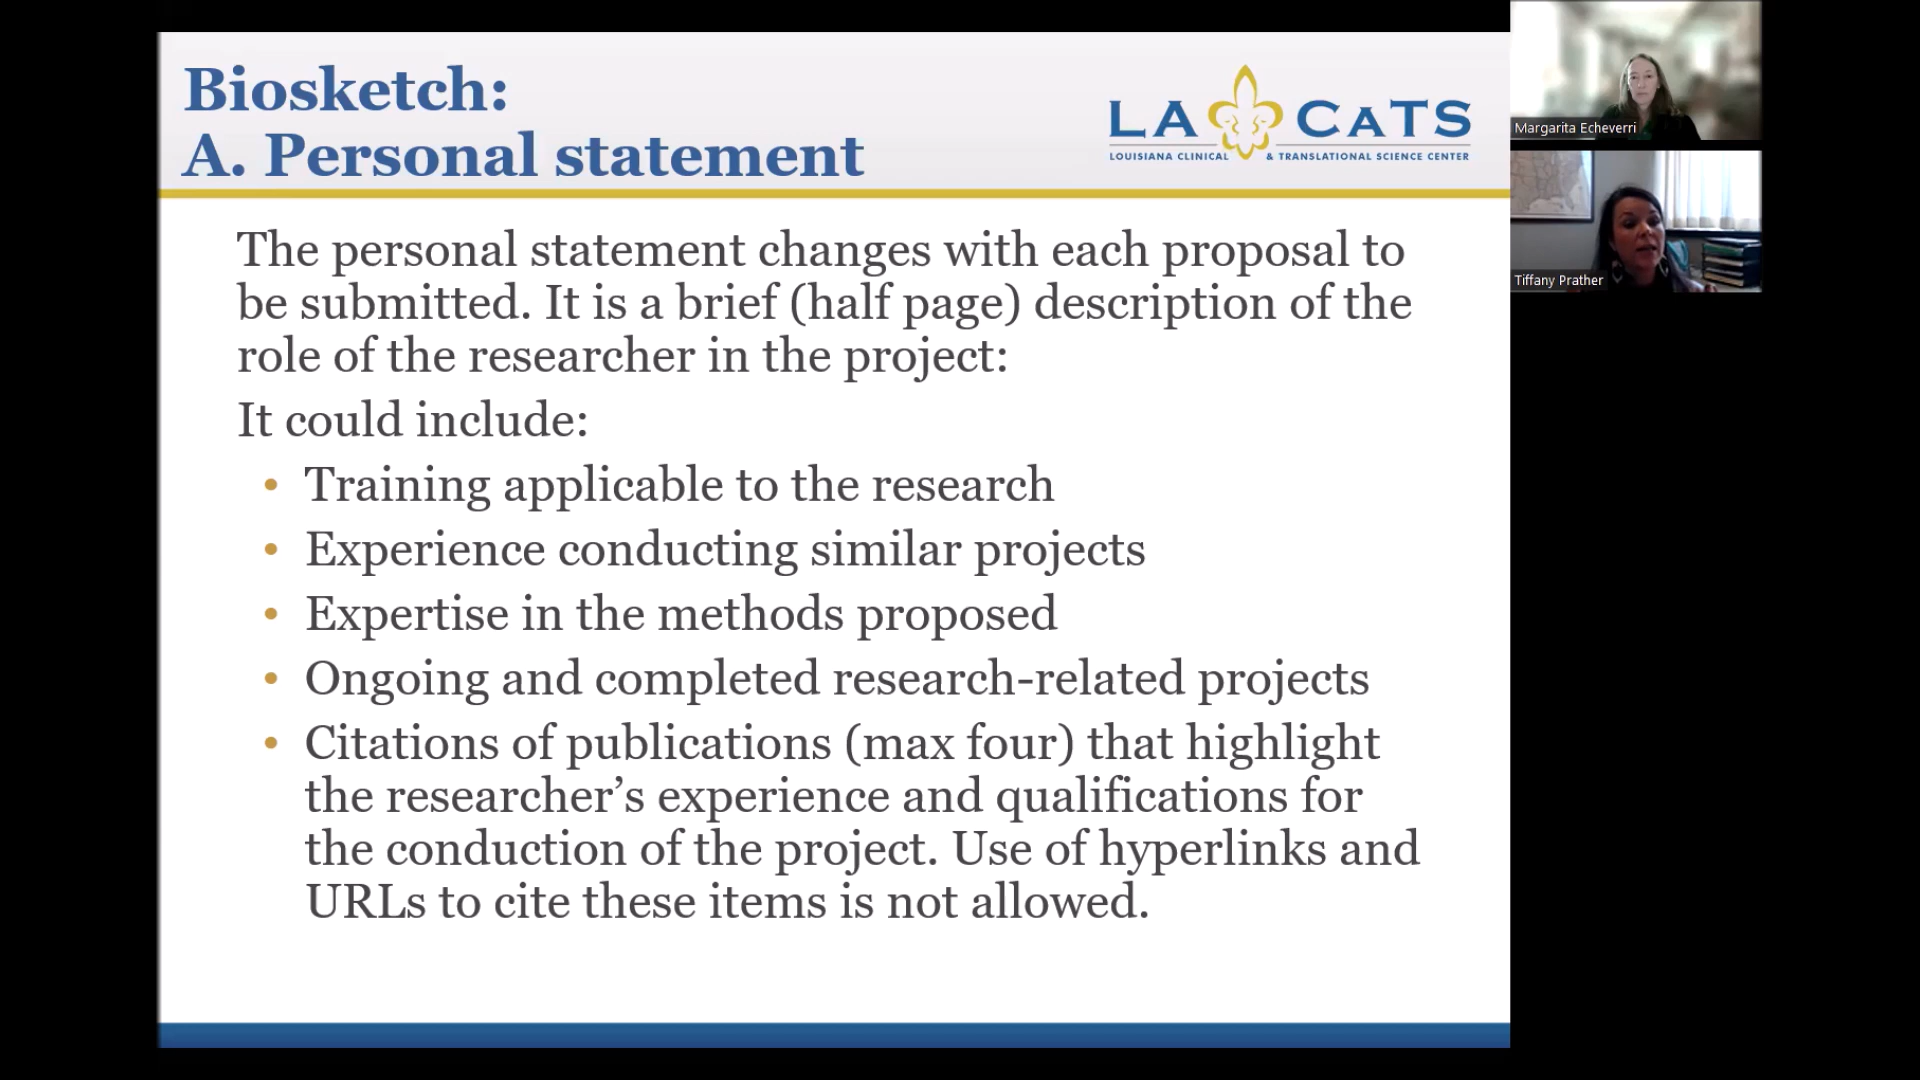 Biosketch:
A. Personal statement
LA CATS
LOUISIANA CLINICAL & TRANSLATIONAL SCIENCE CENTER
The personal statement changes with each proposal to
be submitted. It is a brief (half page) description of the
role of the researcher in the project:
It could include:
• Training applicable to the research
• Experience conducting similar projects
• Expertise in the methods proposed
• Ongoing and completed research-related projects
• Citations of publications (max four) that highlight
the researcher’s experience and qualifications for
the conduction of the project. Use of hyperlinks and
URLs to cite these items is not allowed.
Margarita Echeverri
Tiffany Prather